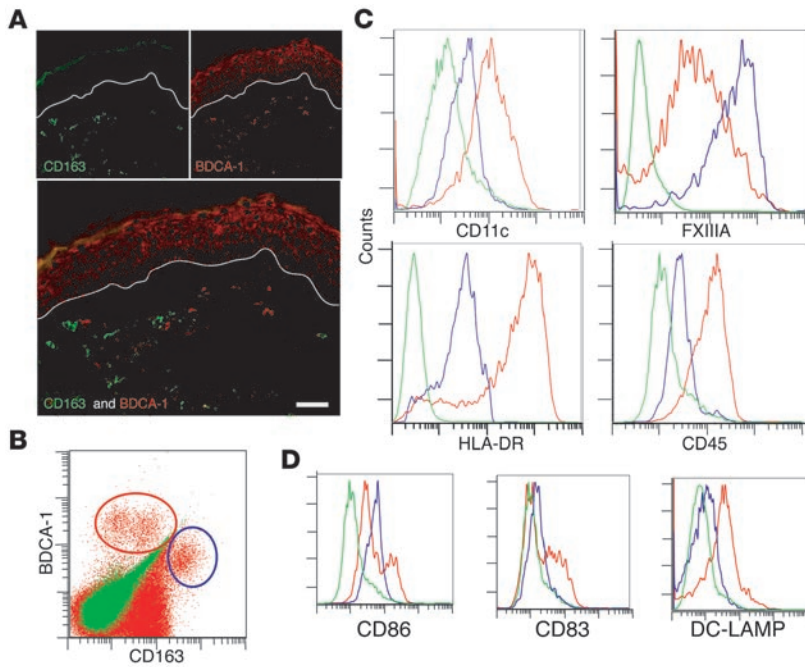 A
CD163
BDCA-1
CD163 and BDCA-1
B
BDCA-1
CD163
C
Counts
CD11c
FXIIIA
HLA-DR
CD45
D
CD86
CD83
DC-LAMP